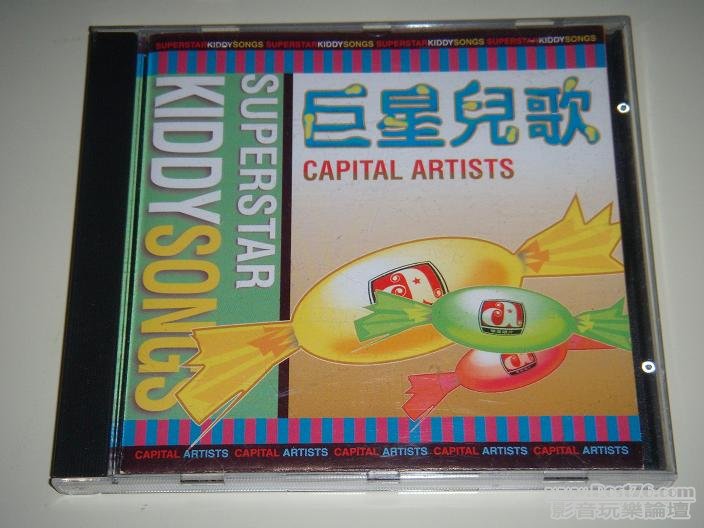 SUPERSTARKIDDYSONGS SUPERSTARKIDDYSONGS SUPERSTARKIDDYSONGS SUPERSTARKIDDYSONGS
SUPERSTAR
KIDDYSONGS
巨星兒歌
CAPITAL ARTISTS
CAPITAL ARTISTS CAPITAL ARTISTS CAPITAL ARTISTS CAPITAL ARTISTS CAPITAL ARTISTS
影音玩樂論壇